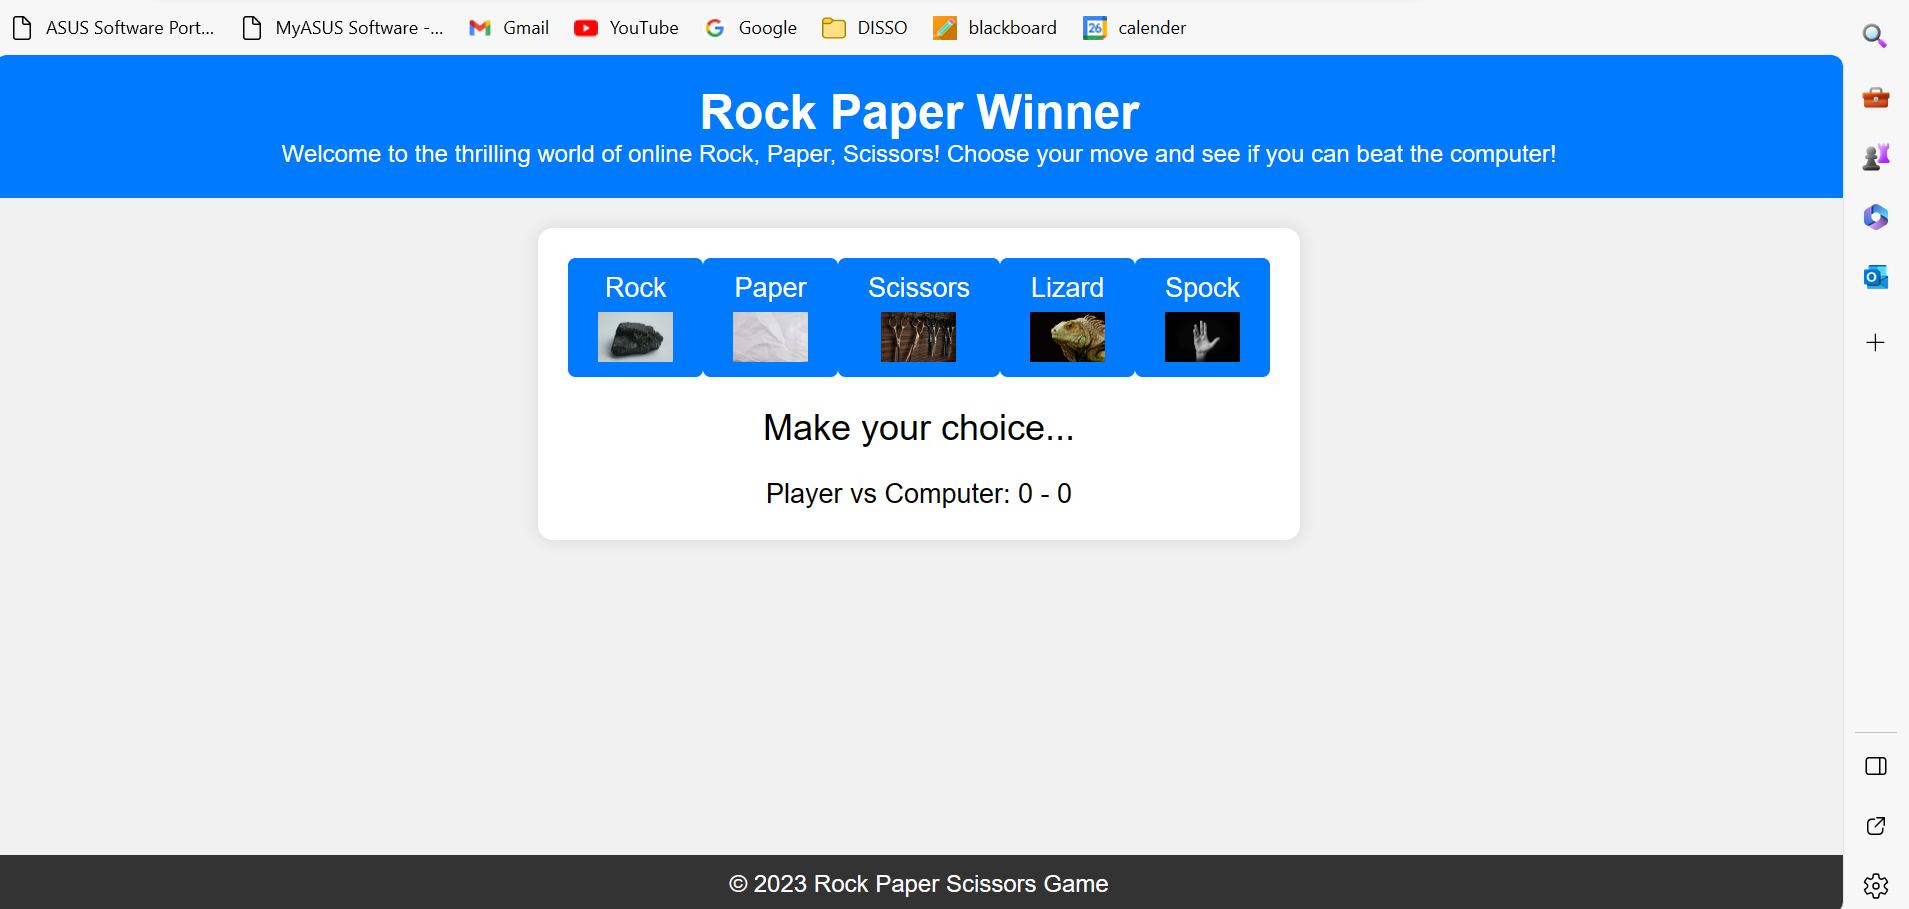 ASUS Software Port... MyASUS Software -... Gmail YouTube Google DISSO blackboard 26 calender
Rock Paper Winner
Welcome to the thrilling world of online Rock, Paper, Scissors! Choose your move and see if you can beat the computer!
Rock Paper Scissors Lizard Spock
Make your choice...
Player vs Computer: 0 - 0
© 2023 Rock Paper Scissors Game